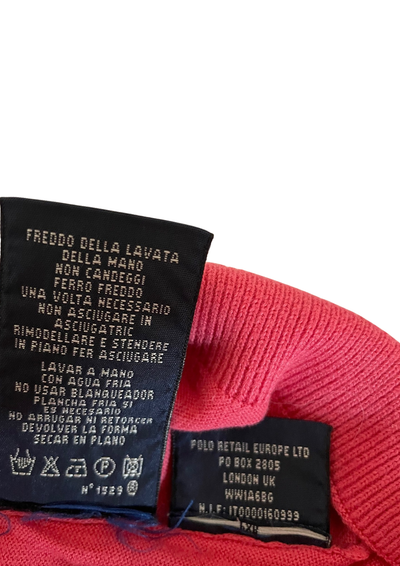 FREDDO DELLA LAVATA
DELLA MANO
NON CANDEGGI
FERRO FREDDO
UNA VOLTA NECESSARIO
NON ASCIUGARE IN
ASCIUGATRIC
RIMODELLARE E STENDERE
IN PIANO FER ASCIUGARE
LAVAR A MANO
CON AGUA FRIA
NO USAR BLANQUEADOR
PLANCHA FRIA SI
ES NECESARIO
NO ARRUGAR NI RETORCER
DEVOLVER LA FORMA
SECAR EN PLANO
N°1529
POLO RETAIL EUROPE LTD
PO BOX 2805
LONDON UK
WW1A6BG
N.I.F: IT0000160999